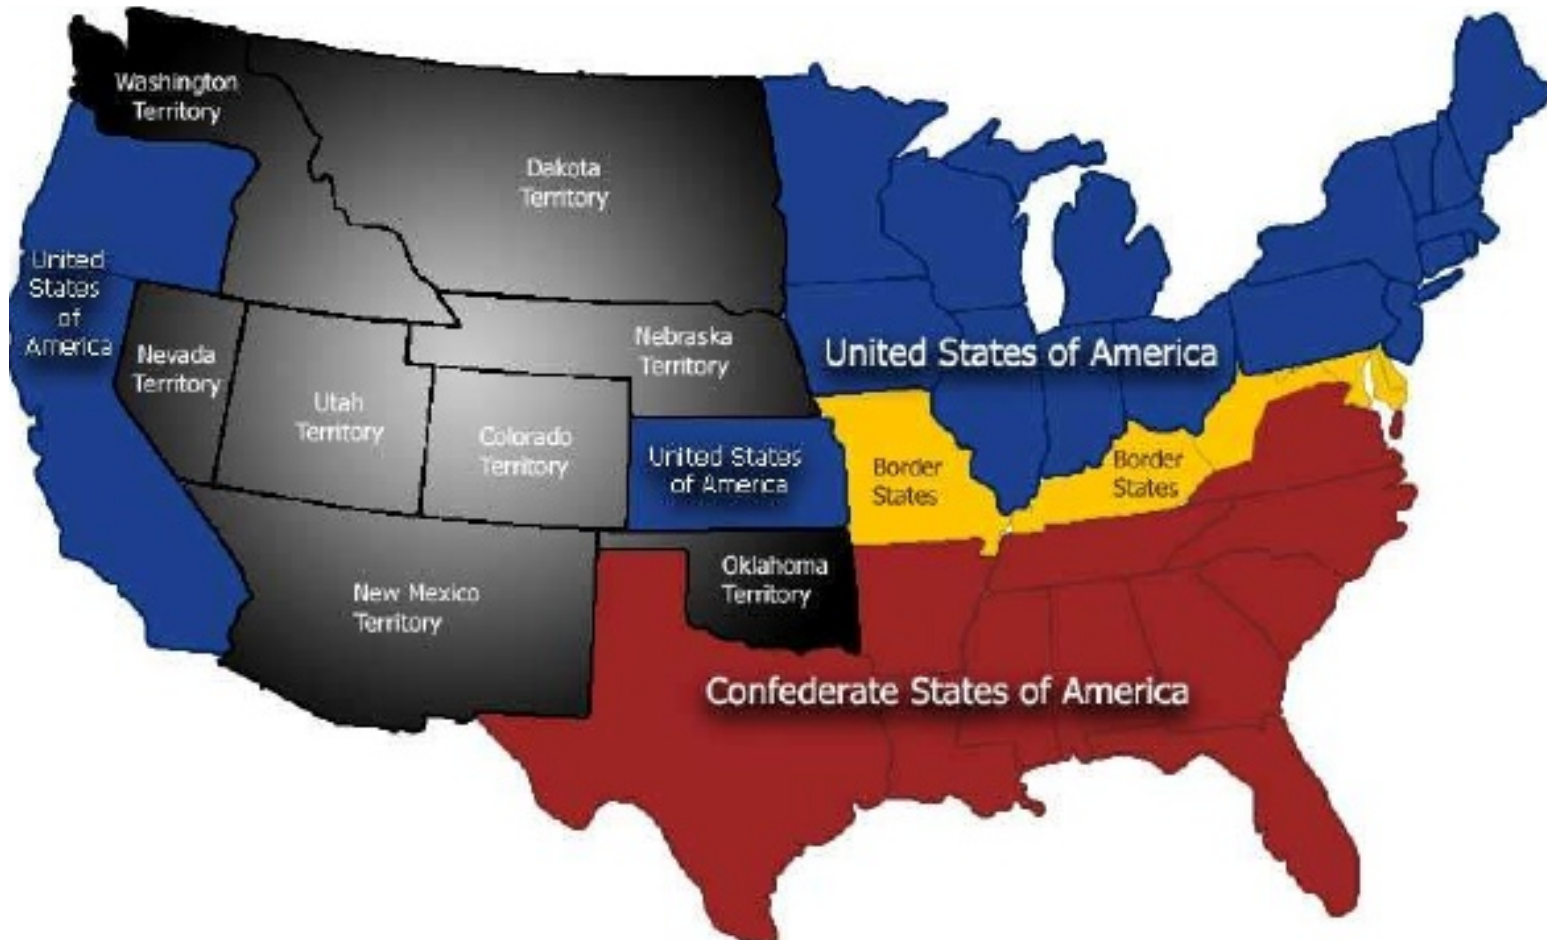 Washington
Territory
Dakota
Territory
United
States
of
America
Nevada
Territory
Utah
Territory
Nebraska
Territory
Colorado
Territory
United States
of America
United States of America
Border
States
Border
States
New Mexico
Territory
Oklahoma
Territory
Confederate States of America